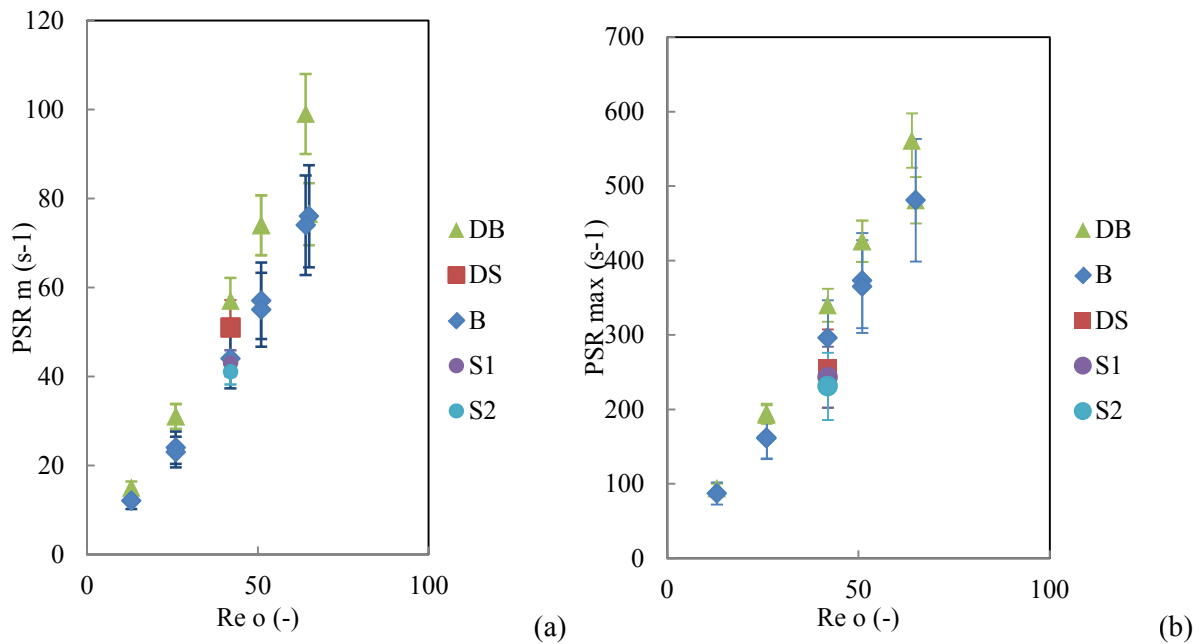 120
100
80
60
40
20
0
PSR m (s-1)
0 50 100
Re o (-)
DB
DS
B
S1
S2
(a)
700
600
500
400
300
200
100
0
PSR max (s-1)
0 50 100
Re o (-)
DB
B
DS
S1
S2
(b)